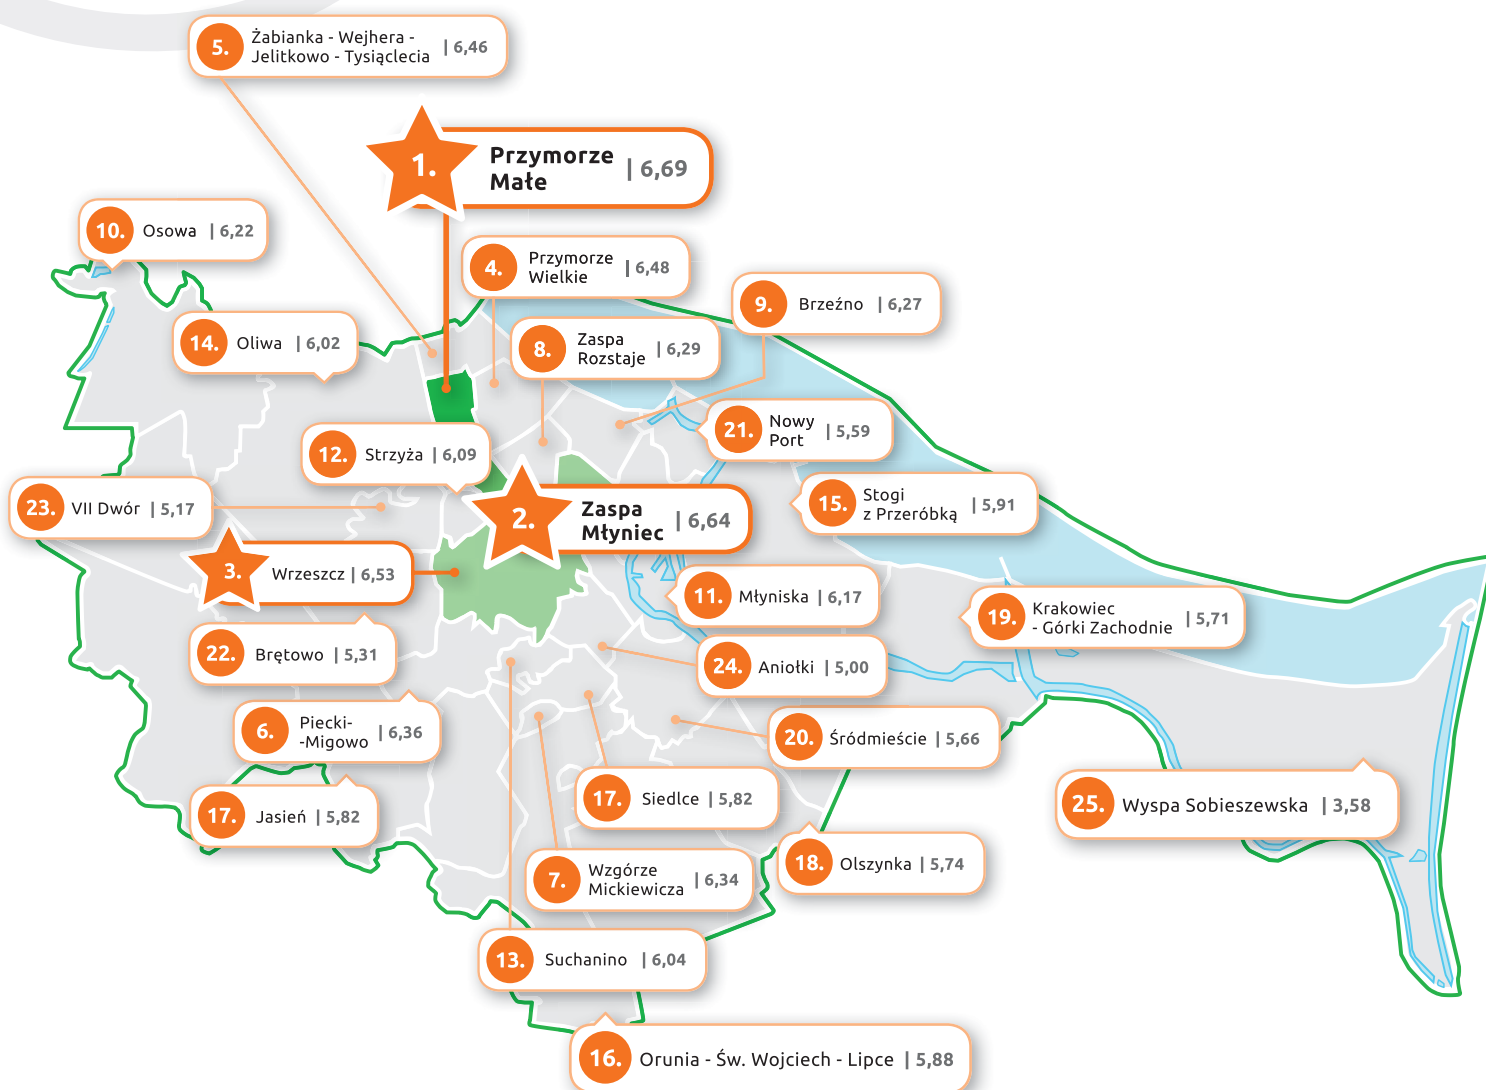 5. Żabianka - Wejhera -
Jelitkowo - Tysiąclecia | 6,46
1. Przymorze
Małe | 6,69
10. Osowa | 6,22
4. Przymorze
Wielkie | 6,48
9. Brzeźno | 6,27
14. Oliwa | 6,02
8. Zaspa
Rozstaje | 6,29
21. Nowy
Port | 5,59
12. Strzyża | 6,09
23. VII Dwór | 5,17
15. Stogi
z Przeróbką | 5,91
2. Zaspa
Młyniec | 6,64
3. Wrzeszcz | 6,53
11. Młyniska | 6,17
19. Krakowiec
- Górki Zachodnie | 5,71
22. Brętowo | 5,31
24. Aniołki | 5,00
6. Piecki-
-Migowo | 6,36
20. Śródmieście | 5,66
17. Jasień | 5,82
17. Siedlce | 5,82
25. Wyspa Sobieszewska | 3,58
18. Olszynka | 5,74
7. Wzgórze
Mickiewicza | 6,34
13. Suchanino | 6,04
16. Orunia - Św. Wojciech - Lipce | 5,88